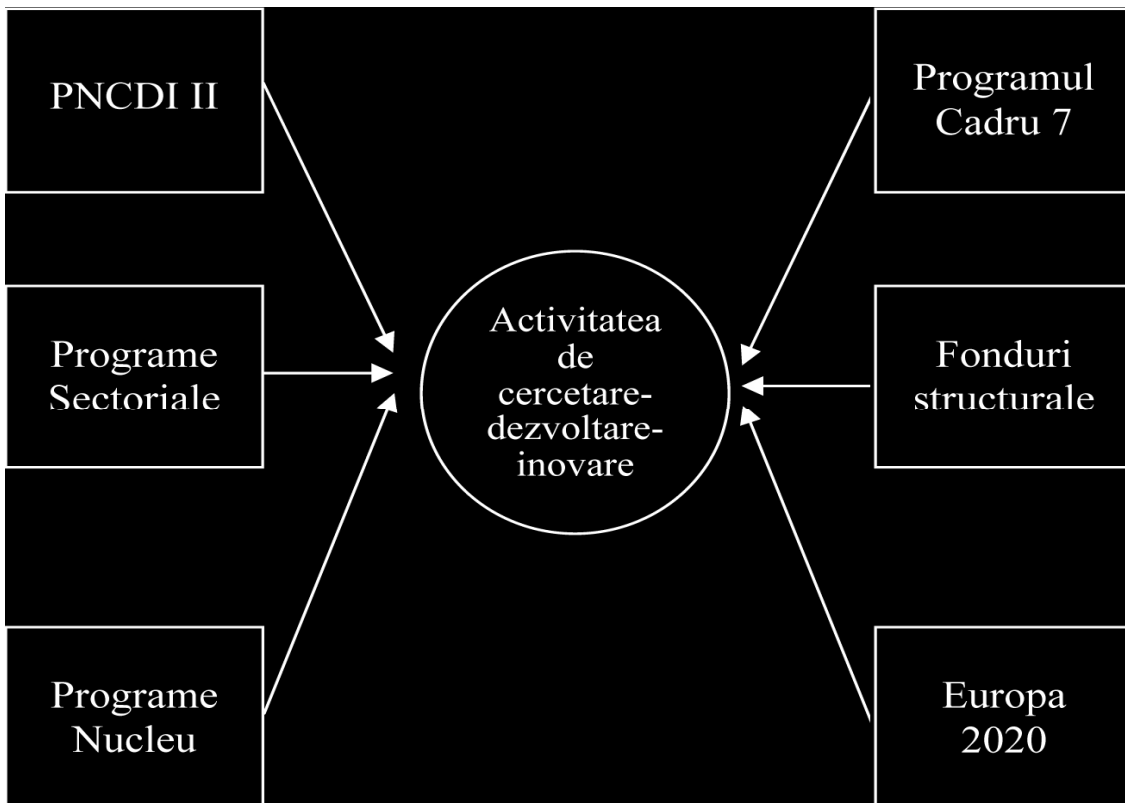 PNCDI II
Programul
Cadru 7
Programe
Sectoriale
Activitatea
de
cercetare-
dezvoltare-
inovare
Fonduri
structurale
Programe
Nucleu
Europa
2020